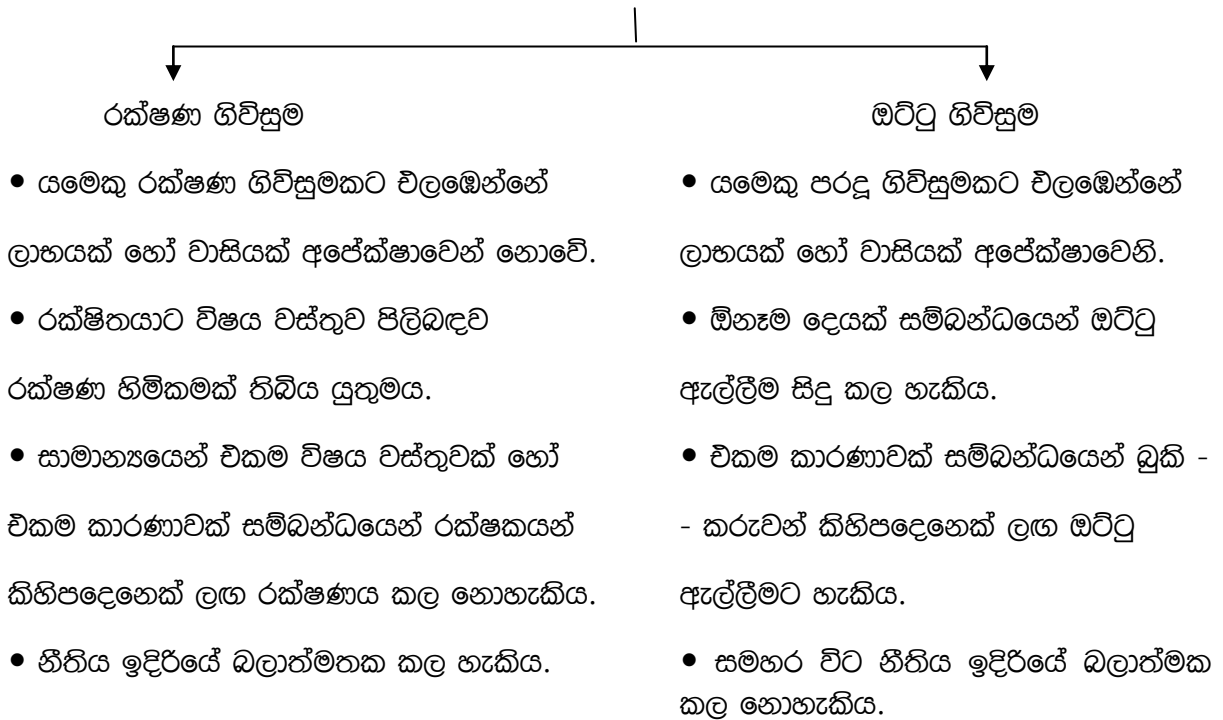 රක්ෂණ ගිවිසුම
• යමෙකු රක්ෂණ ගිවිසුමකට එලඹෙන්නේ
ලාභයක් හෝ වාසියක් අපේක්ෂාවෙන් නොවේ.
• රක්ෂිතයාට විෂය වස්තුව පිලිබඳව
රක්ෂණ හිමිකමක් තිබිය යුතුමය.
• සාමාන්‍යයෙන් එකම විෂය වස්තුවක් හෝ
එකම කාරණාවක් සම්බන්ධයෙන් රක්ෂකයන්
කිහිපදෙනෙක් ලඟ රක්ෂණය කල නොහැකිය.
• නීතිය ඉදිරියේ බලාත්මතක කල හැකිය.
ඔට්ටු ගිවිසුම
• යමෙකු පරදූ ගිවිසුමකට එලඹෙන්නේ
ලාභයක් හෝ වාසියක් අපේක්ෂාවෙනි.
• ඕනෑම දෙයක් සම්බන්ධයෙන් ඔට්ටු
ඇල්ලීම සිදු කල හැකිය.
• එකම කාරණාවක් සම්බන්ධයෙන් බුකි -
- කරුවන් කිහිපදෙනෙක් ලඟ ඔට්ටු
ඇල්ලීමට හැකිය.
• සමහර විට නීතිය ඉදිරියේ බලාත්මක
කල නොහැකිය.